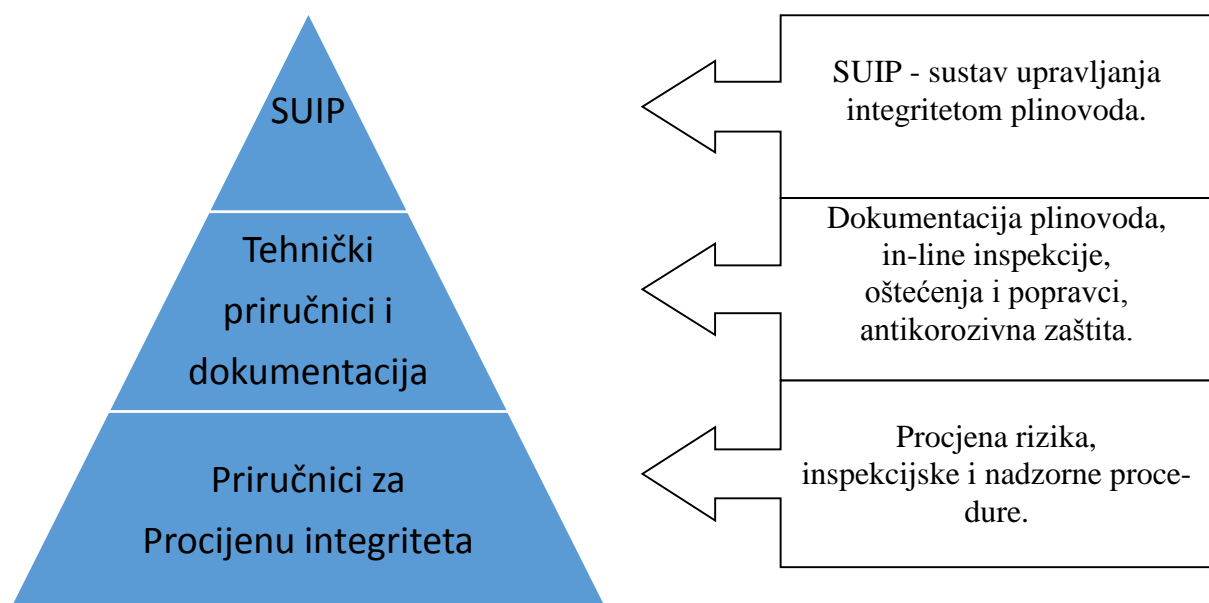 SUIP
SUIP - sustav upravljanja
integritetom plinovoda.
Tehnički
priručnici i
dokumentacija
Dokumentacija plinovoda,
in-line inspekcije,
oštećenja i popravci,
antikorozivna zaštita.
Priručnici za
Procijenu integriteta
Procjena rizika,
inspekcijske i nadzorne proce-
dure.